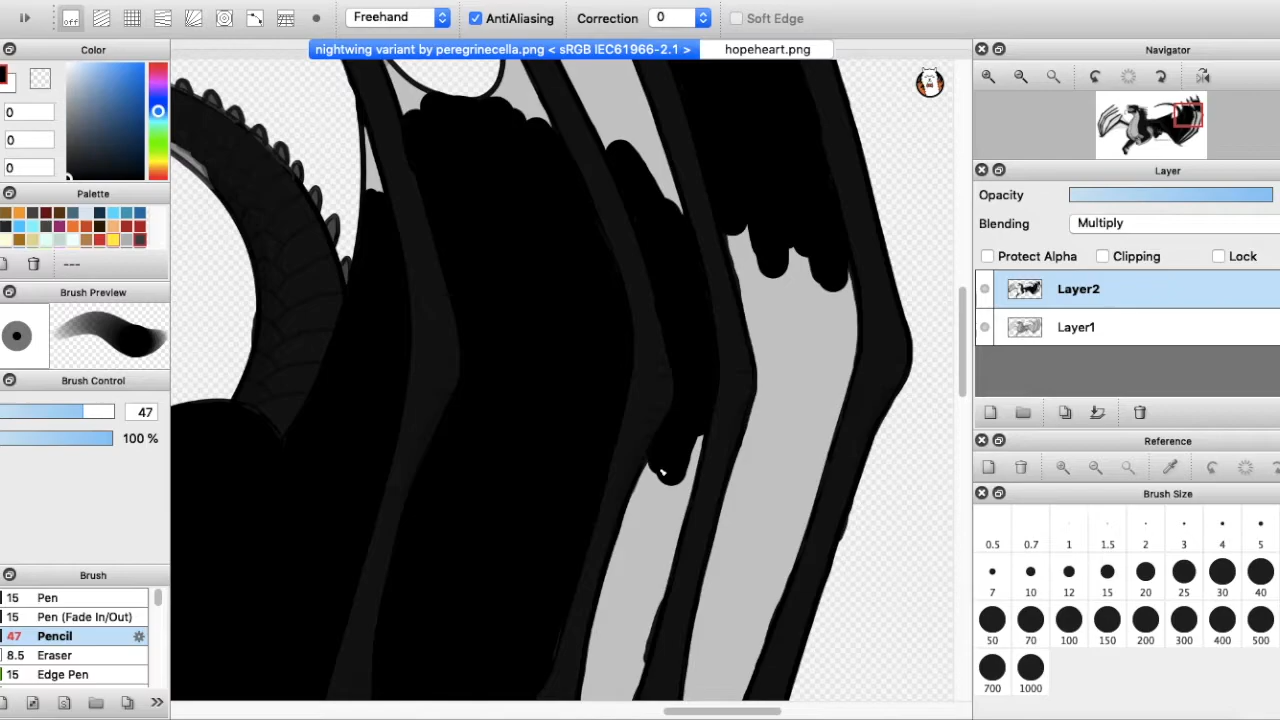 Freehand AntiAliasing Correction 0 Soft Edge
nightwing variant by peregrinecella.png < sRGB IEC61966-2.1 > hopeheart.png
Color
0
0
0
Palette
---
Brush Preview
Brush Control
47
100 %
Brush
15 Pen
15 Pen (Fade In/Out)
47 Pencil
8.5 Eraser
15 Edge Pen
off
Navigator
Layer
Opacity
Blending Multiply
Protect Alpha Clipping Lock
Layer2
Layer1
Reference
Brush Size
0.5 0.7 1 1.5 2 3 4 5
7 10 12 15 20 25 30 40
50 70 100 150 200 300 400 500
700 1000